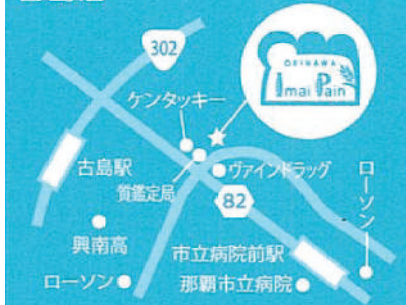 302
OKINAWA
Imai Pain
ケンタッキー
古島駅
質鑑定局
ヴァインドラッグ
82
ローソン
興南高
市立病院前駅
ローソン
那覇市立病院